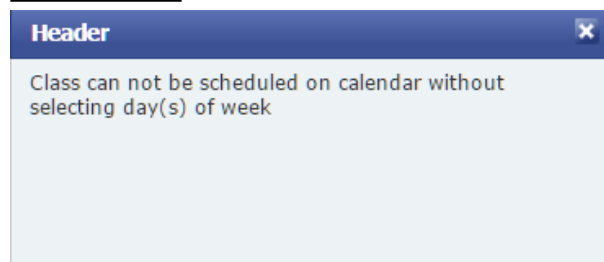 Header
Class can not be scheduled on calendar without
selecting day(s) of week